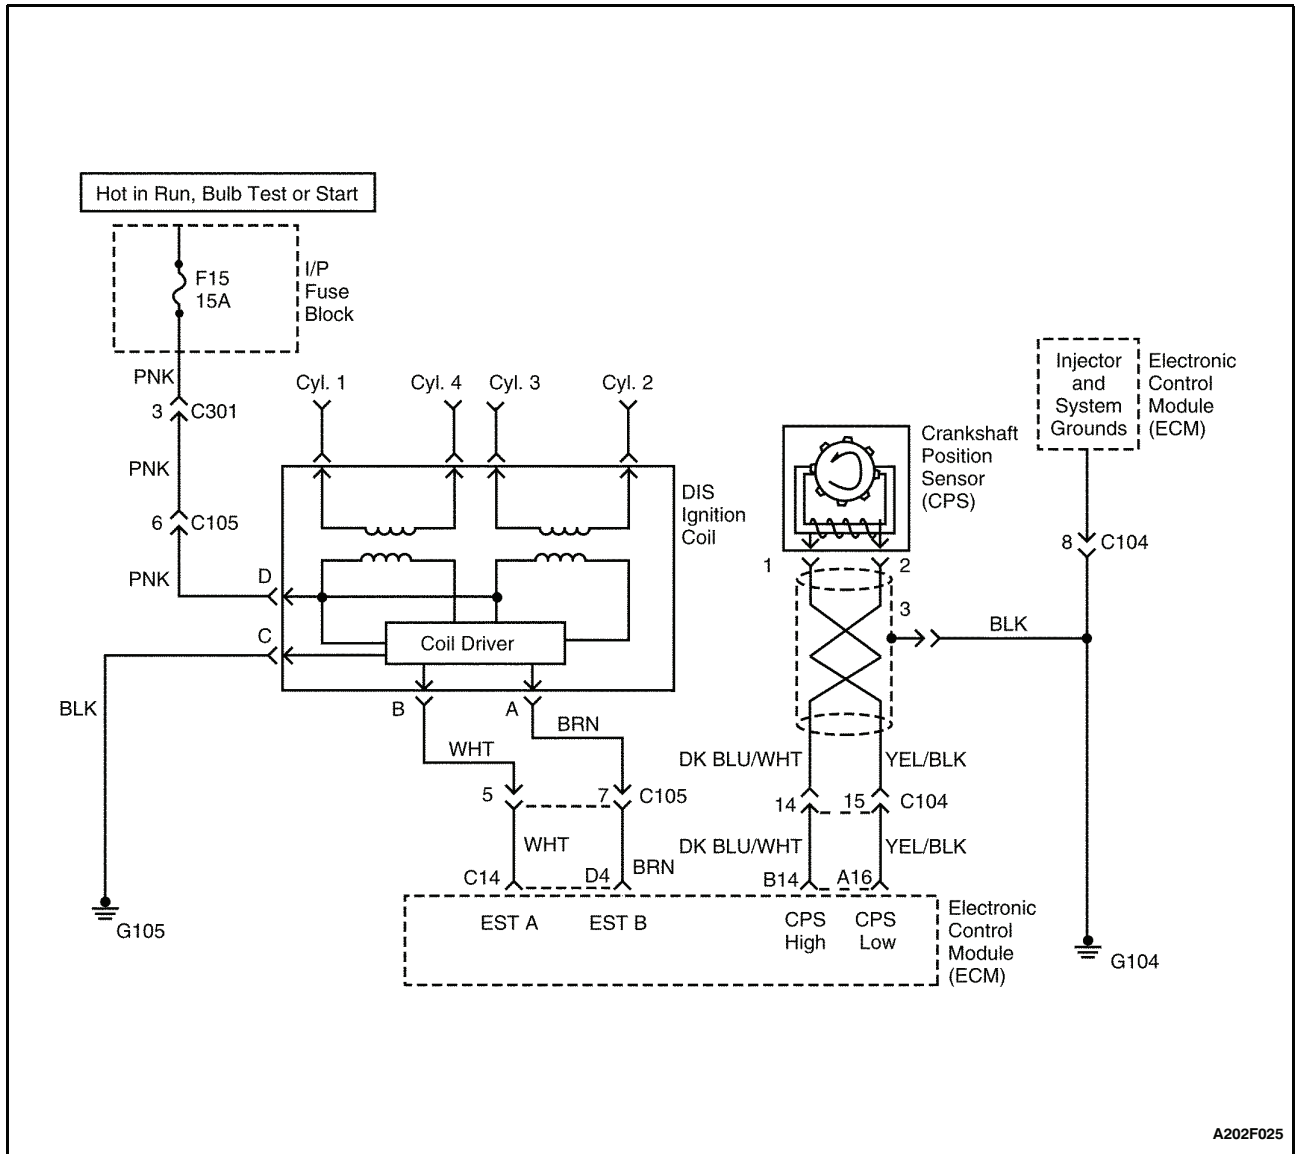 Hot in Run, Bulb Test or Start
F15
15A
I/P
Fuse
Block
PNK
3 C301
PNK
6 C105
PNK
D
C
BLK
G105
Cyl. 1
Cyl. 4
Cyl. 3
Cyl. 2
DIS
Ignition
Coil
Coil Driver
B
A
WHT
BRN
5
7
C105
WHT
BRN
C14
D4
EST A
EST B
Crankshaft
Position
Sensor
(CPS)
1
2
3
BLK
DK BLU/WHT
YEL/BLK
14
15
C104
DK BLU/WHT
YEL/BLK
B14
A16
CPS
High
CPS
Low
Electronic
Control
Module
(ECM)
Injector
and
System
Grounds
Electronic
Control
Module
(ECM)
8 C104
G104
A202F025